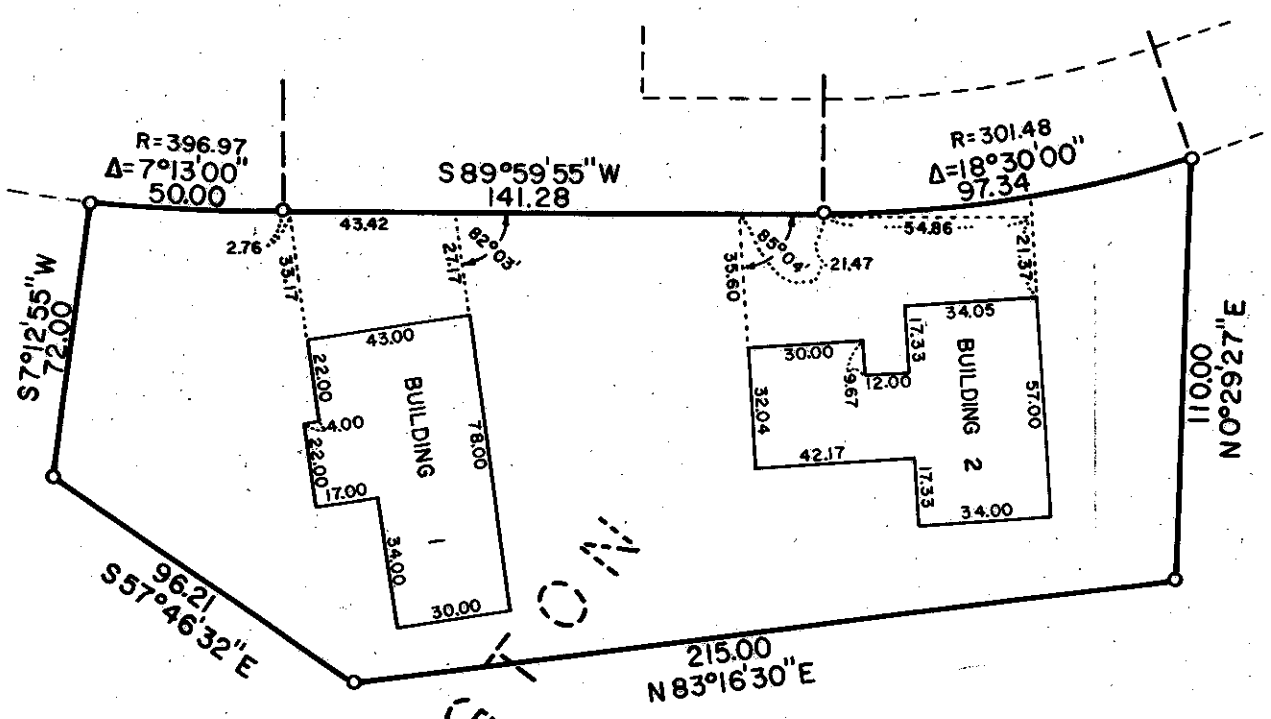 R=396.97
Δ=7°13'00"
50.00
S 89°59'55" W
141.28
R=301.48
Δ=18°30'00"
97.34
2.76
43.42
33.17
27.17
82°03'
35.60
85°04'
21.47
54.86
21.37
S 7°12'55" W
72.00
43.00
22.00
4.00
22.00
17.00
34.00
30.00
78.00
BUILDING 1
30.00
9.67
12.00
17.33
34.05
32.04
42.17
17.33
34.00
57.00
BUILDING 2
110.00
N 0°29'27" E
96.21
S 57°46'32" E
215.00
N 83°16'30" E
T I O N